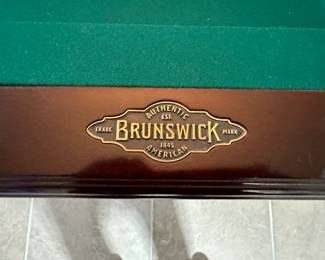 AUTHENTIC
EST.
TRADE BRUNSWICK MARK
1845
AMERICAN